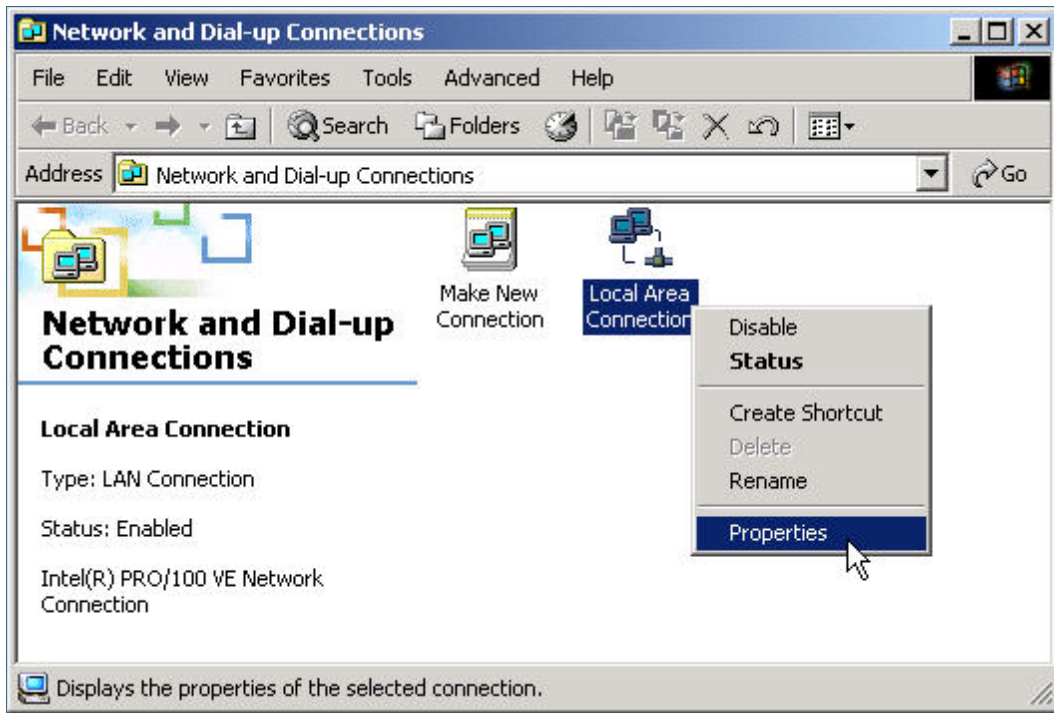 Network and Dial-up Connections
File Edit View Favorites Tools Advanced Help
Back Search Folders
Address Network and Dial-up Connections Go
Make New
Connection
Local Area
Connection
Network and Dial-up
Connections
Local Area Connection
Type: LAN Connection
Status: Enabled
Intel(R) PRO/100 VE Network
Connection
Disable
Status
Create Shortcut
Delete
Rename
Properties
Displays the properties of the selected connection.